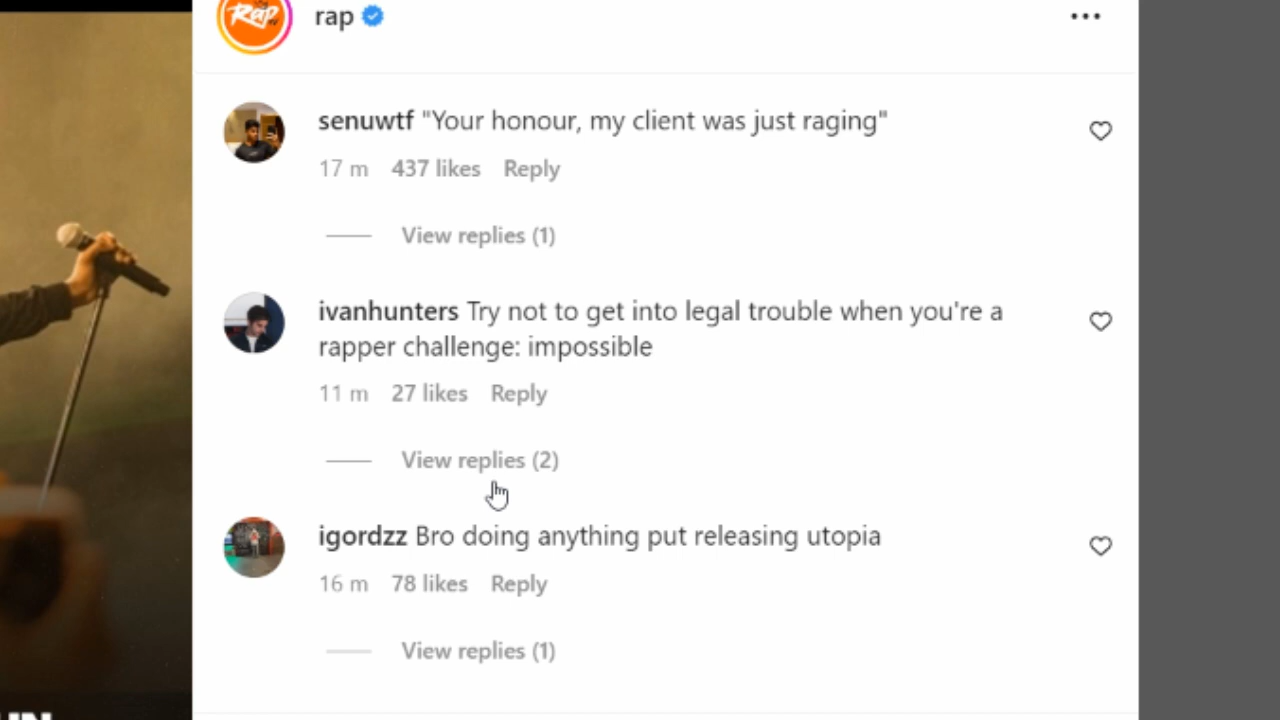 Rap
rap
senuwtf "Your honour, my client was just raging"
17 m 437 likes Reply
View replies (1)
ivanhunters Try not to get into legal trouble when you're a
rapper challenge: impossible
11 m 27 likes Reply
View replies (2)
igordzz Bro doing anything put releasing utopia
16 m 78 likes Reply
View replies (1)